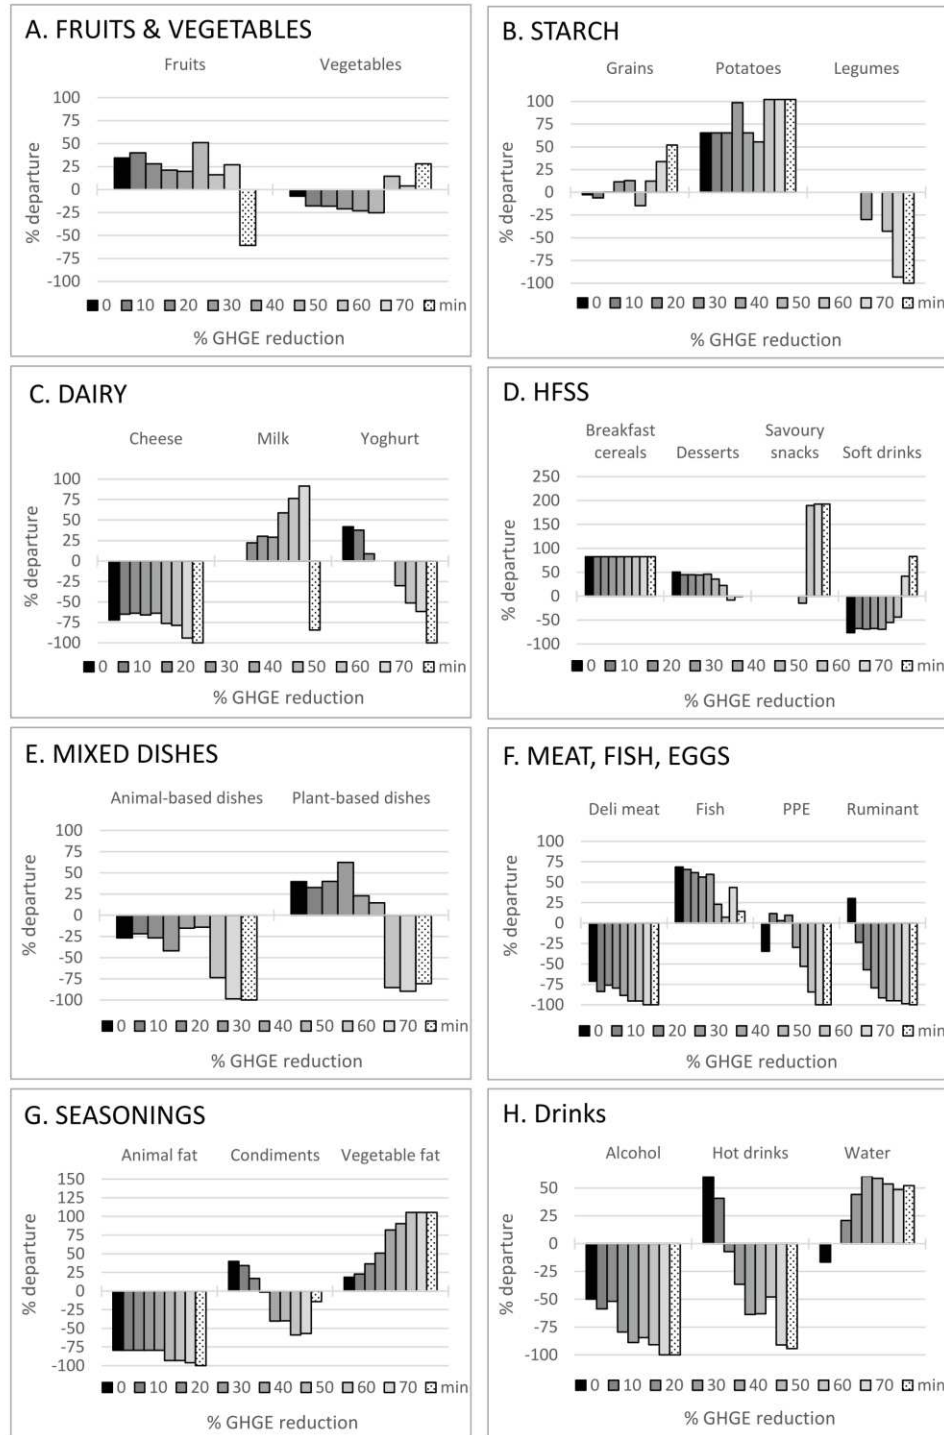 A. FRUITS & VEGETABLES
Fruits Vegetables
100
75
50
25
0
-25
-50
-75
-100
% departure
0 10 20 30 40 50 60 70 min
% GHGE reduction
B. STARCH
Grains Potatoes Legumes
100
75
50
25
0
-25
-50
-75
-100
% departure
0 10 20 30 40 50 60 70 min
% GHGE reduction
C. DAIRY
Cheese Milk Yoghurt
100
75
50
25
0
-25
-50
-75
-100
% departure
0 10 20 30 40 50 60 70 min
% GHGE reduction
D. HFSS
Breakfast Savoury
cereals Desserts snacks Soft drinks
250
200
150
100
50
0
-50
-100
% departure
0 10 20 30 40 50 60 70 min
% GHGE reduction
E. MIXED DISHES
Animal-based dishes Plant-based dishes
100
75
50
25
0
-25
-50
-75
-100
% departure
0 10 20 30 40 50 60 70 min
% GHGE reduction
F. MEAT, FISH, EGGS
Deli meat Fish PPE Ruminant
100
75
50
25
0
-25
-50
-75
-100
% departure
0 10 20 30 40 50 60 70 min
% GHGE reduction
G. SEASONINGS
Animal fat Condiments Vegetable fat
150
125
100
75
50
25
0
-25
-50
-75
-100
% departure
0 10 20 30 40 50 60 70 min
% GHGE reduction
H. Drinks
Alcohol Hot drinks Water
50
25
0
-25
-50
-75
-100
% departure
0 10 20 30 40 50 60 70 min
% GHGE reduction